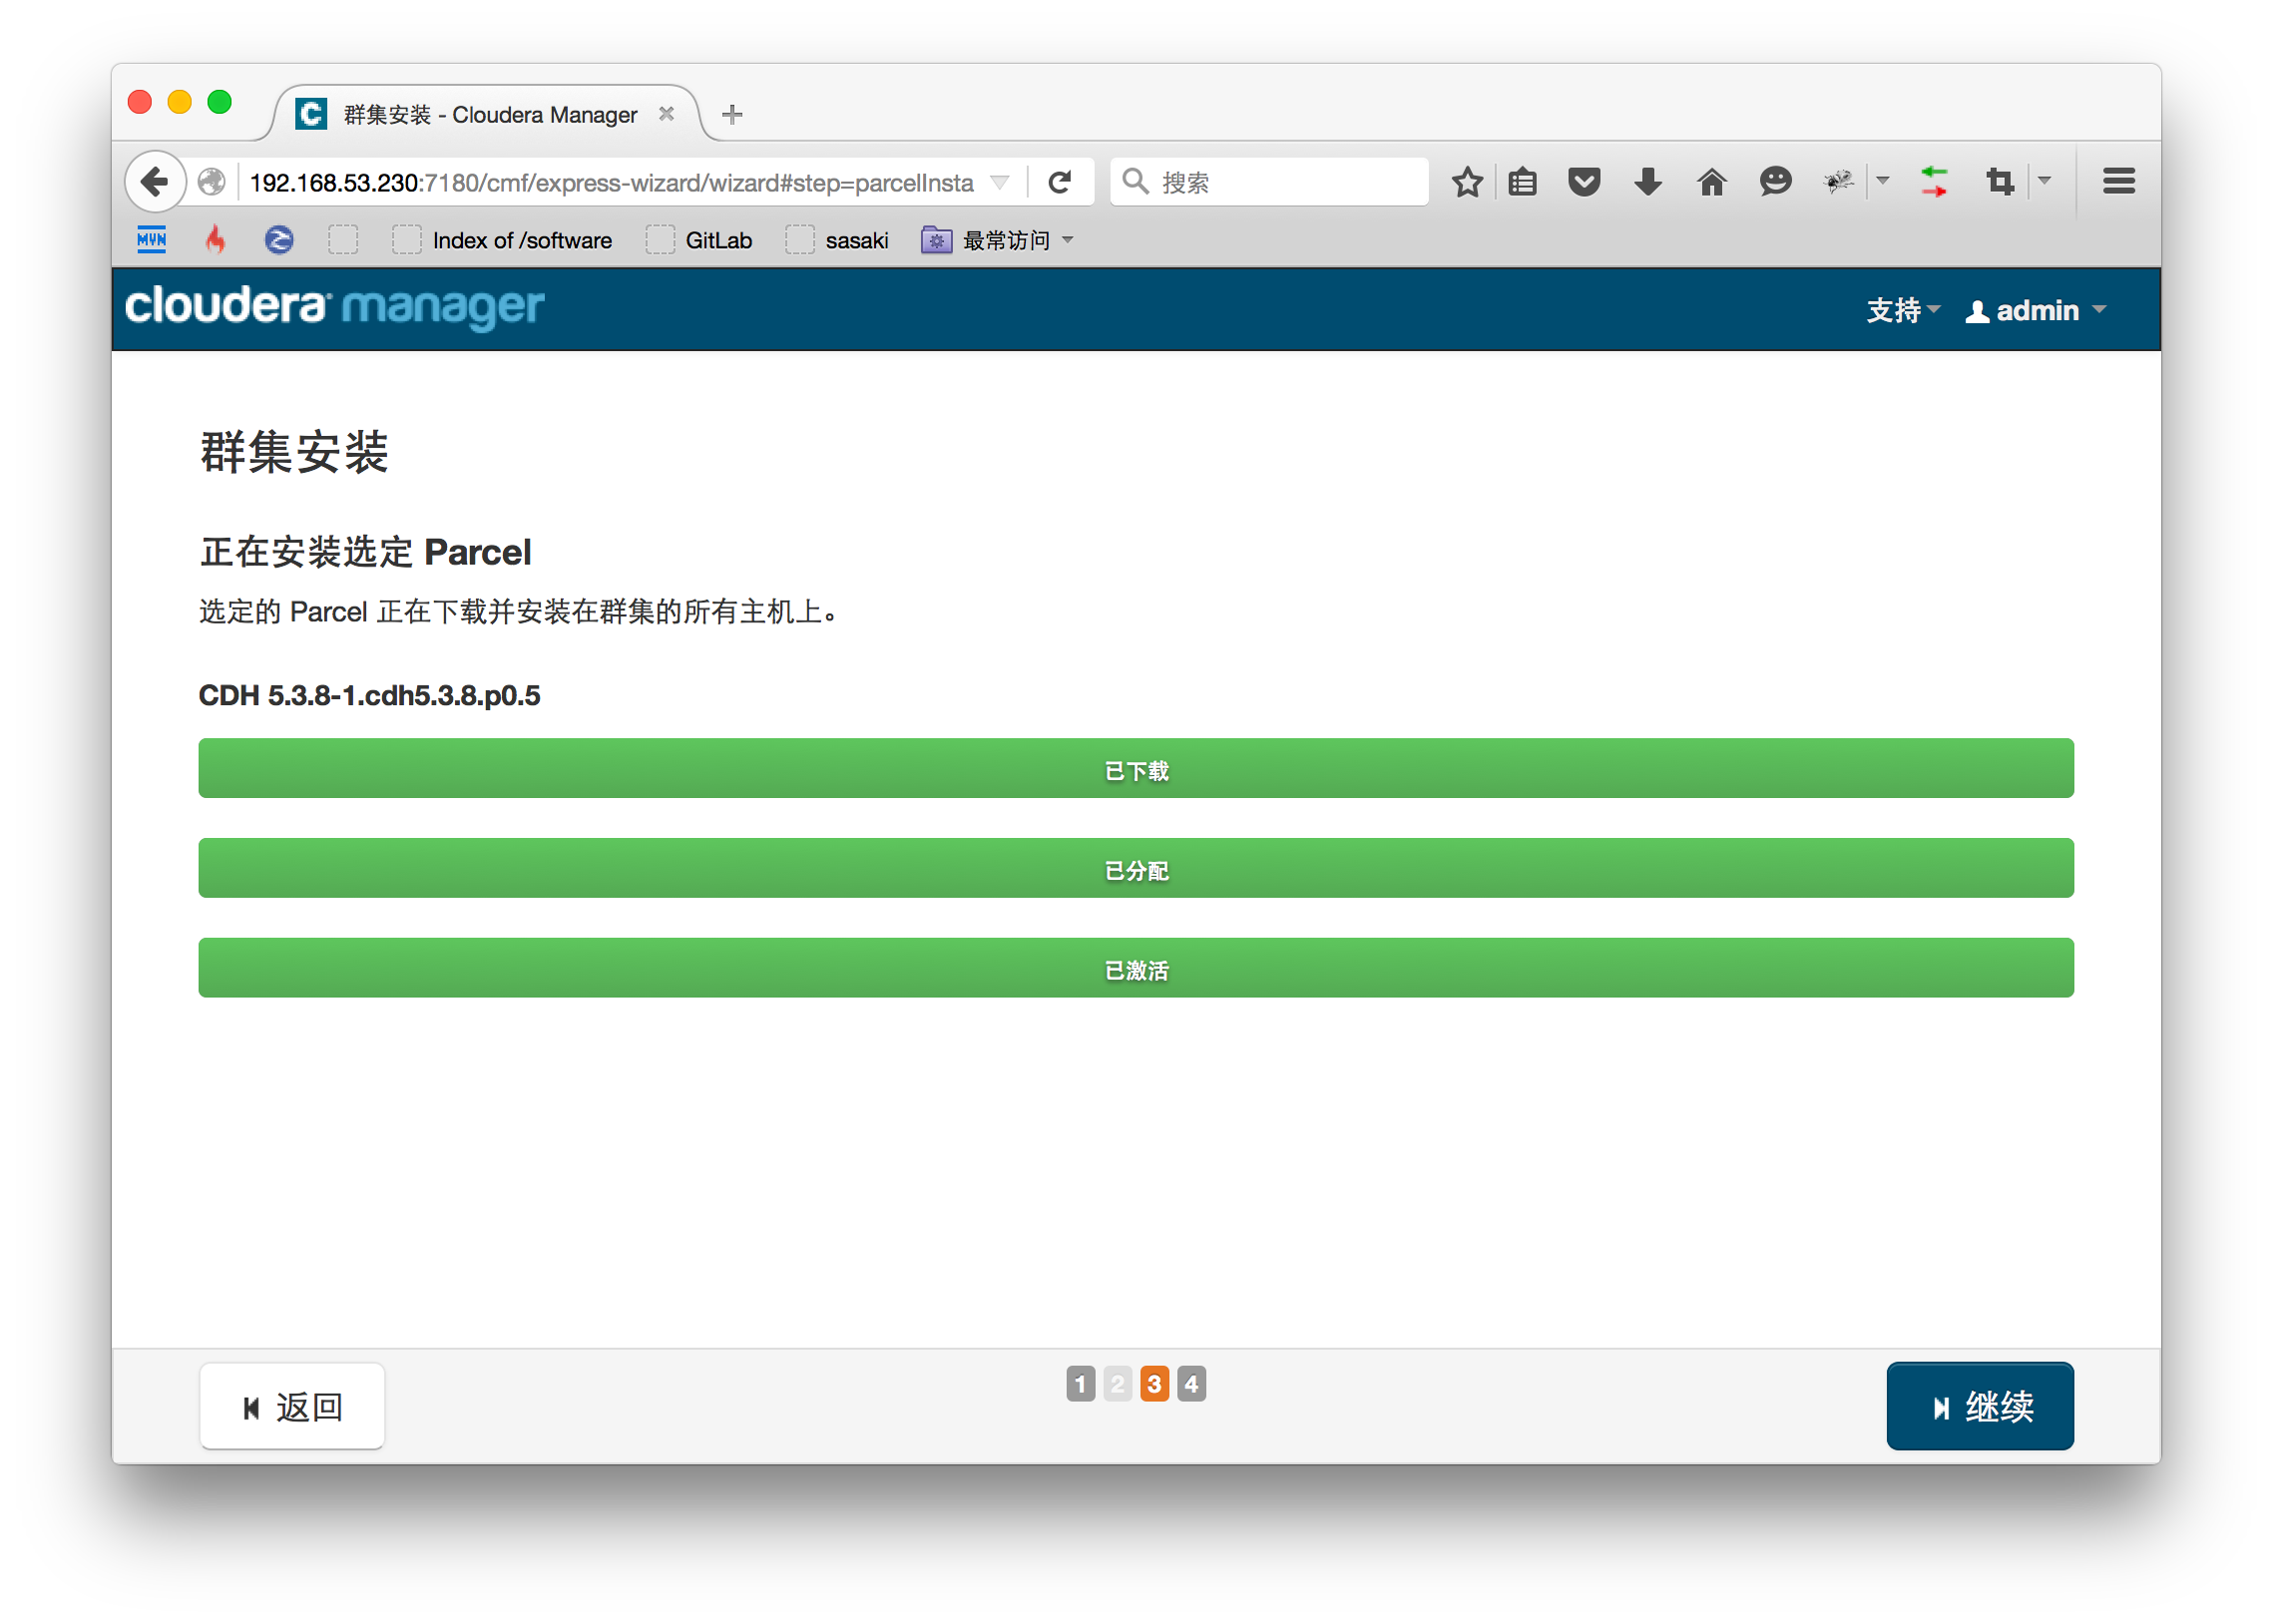 群集安装 - Cloudera Manager
192.168.53.230:7180/cmf/express-wizard/wizard#step=parcelInsta
搜索
MVN
Index of /software
GitLab
sasaki
最常访问
cloudera manager
支持
admin
群集安装
正在安装选定 Parcel
选定的 Parcel 正在下载并安装在群集的所有主机上。
CDH 5.3.8-1.cdh5.3.8.p0.5
已下载
已分配
已激活
返回
1 2 3 4
继续